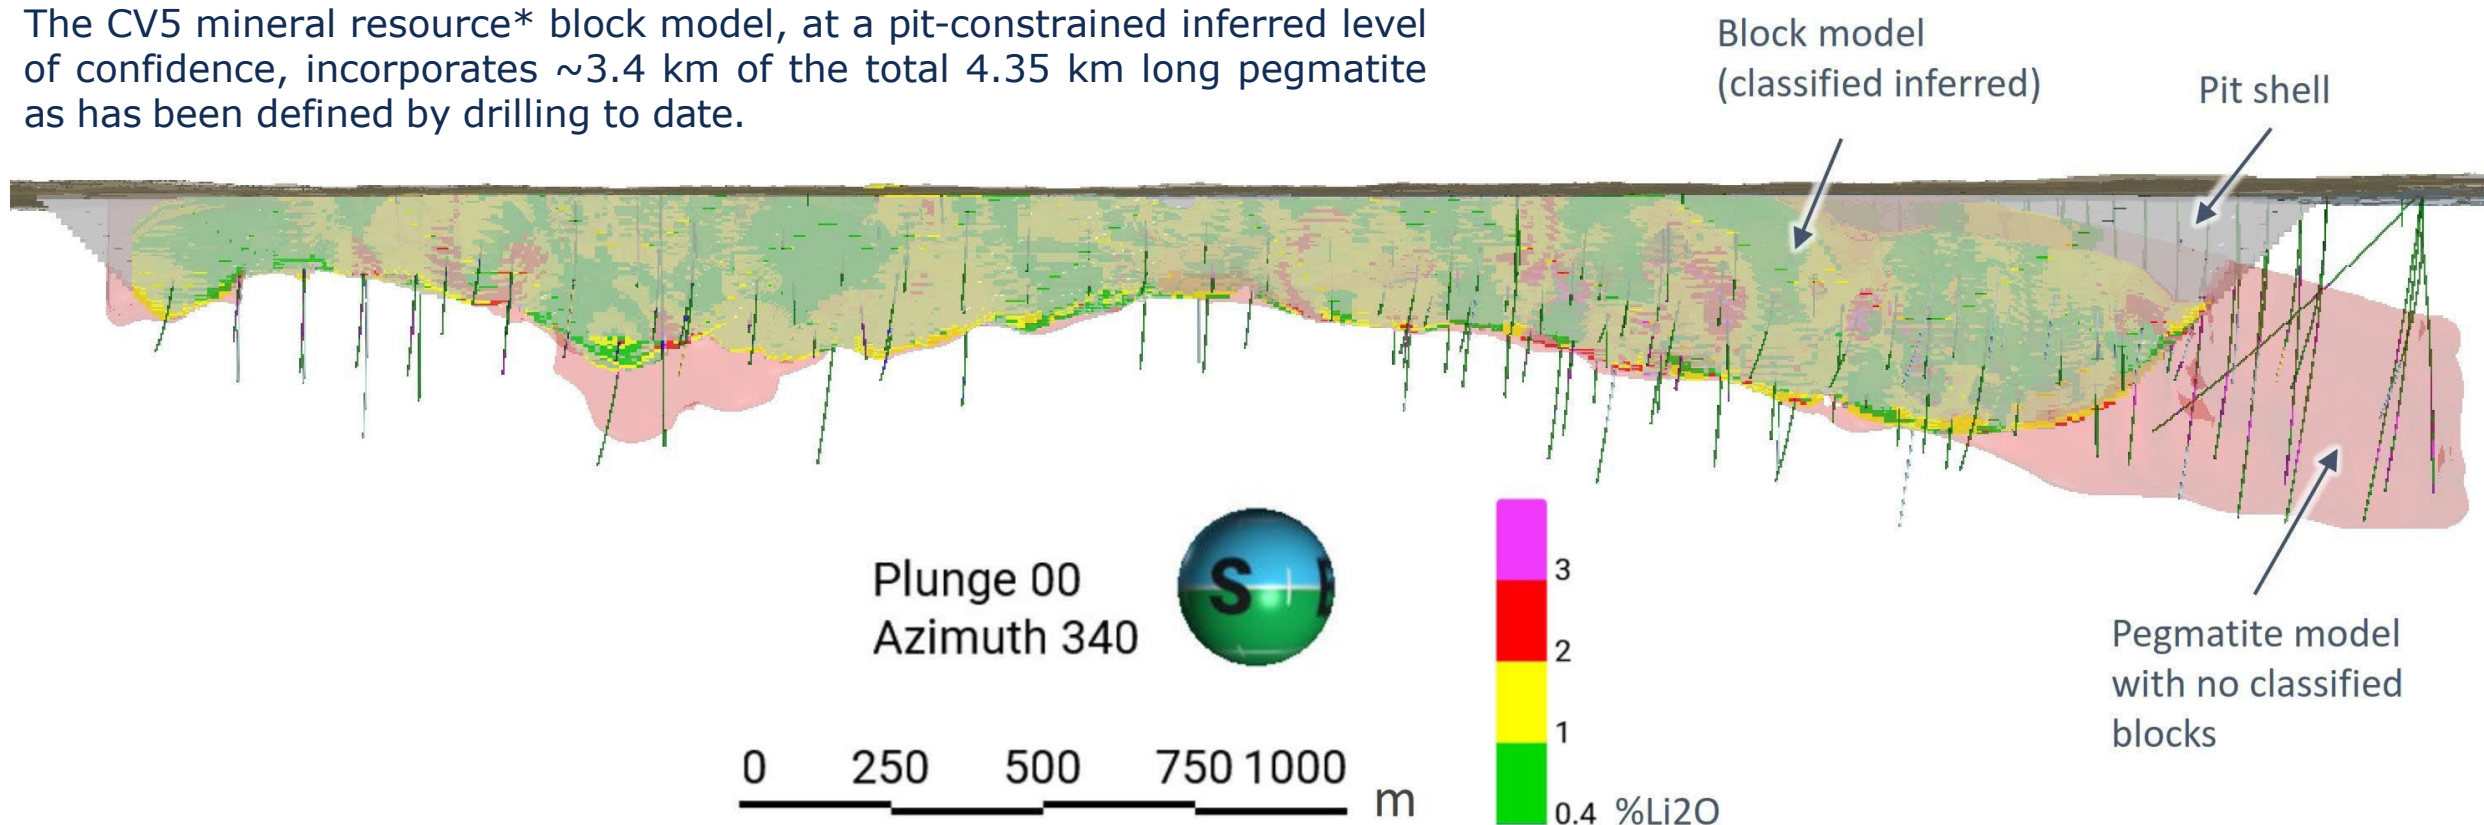 The CV5 mineral resource* block model, at a pit-constrained inferred level
of confidence, incorporates ~3.4 km of the total 4.35 km long pegmatite
as has been defined by drilling to date.
Block model
(classified inferred)
Pit shell
Plunge 00
Azimuth 340
S
E
3
2
1
0.4 %Li2O
0 250 500 750 1000
m
Pegmatite model
with no classified
blocks